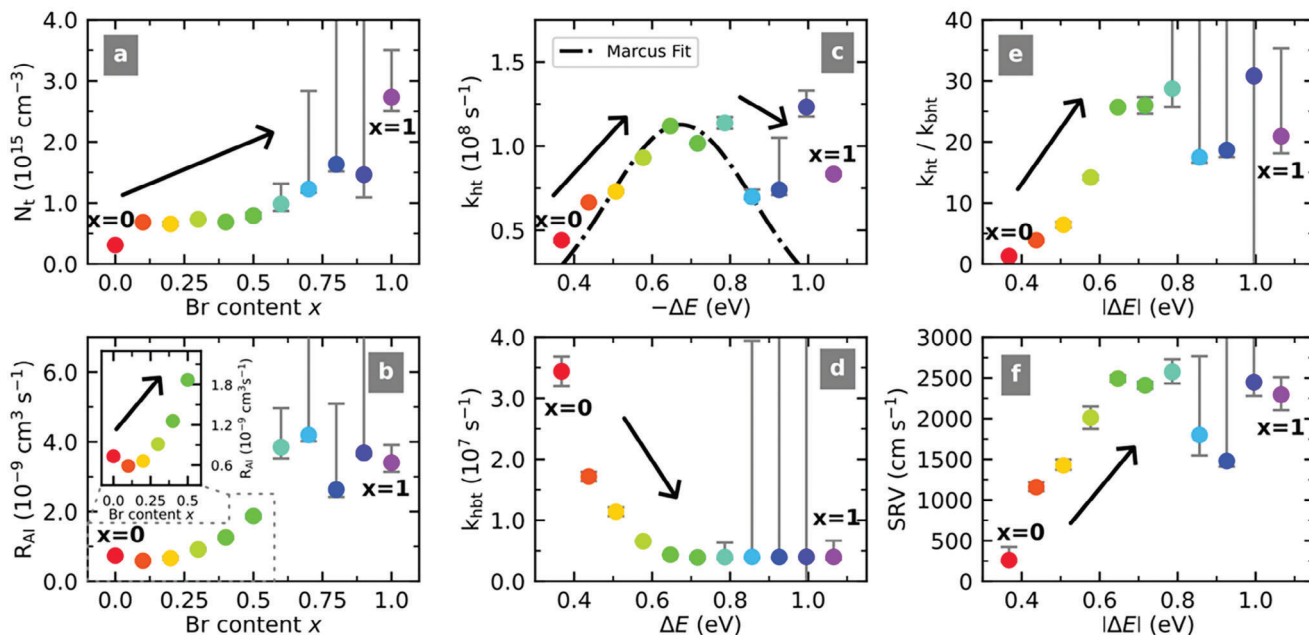 a
N_t (10^15 cm^-3)
4.0
3.0
2.0
1.0
0.0
x=0
x=1
0.0 0.25 0.5 0.75 1.0
Br content x
c
Marcus Fit
k_ht (10^8 s^-1)
1.5
1.0
0.5
x=1
x=0
0.4 0.6 0.8 1.0
−ΔE (eV)
e
k_ht / k_bht
40
30
20
10
0
x=1
x=0
0.4 0.6 0.8 1.0
|ΔE| (eV)
b
R_AI (10^-9 cm^3 s^-1)
6.0
4.0
2.0
0.0
1.8
1.2
0.6
R_AI (10^-9 cm^3s^-1)
0.0 0.25 0.5
Br content x
x=0
x=1
0.0 0.25 0.5 0.75 1.0
Br content x
d
k_hbt (10^7 s^-1)
4.0
3.0
2.0
1.0
0.0
x=0
x=1
0.4 0.6 0.8 1.0
ΔE (eV)
f
SRV (cm s^-1)
3000
2500
2000
1500
1000
500
0
x=1
x=0
0.4 0.6 0.8 1.0
|ΔE| (eV)